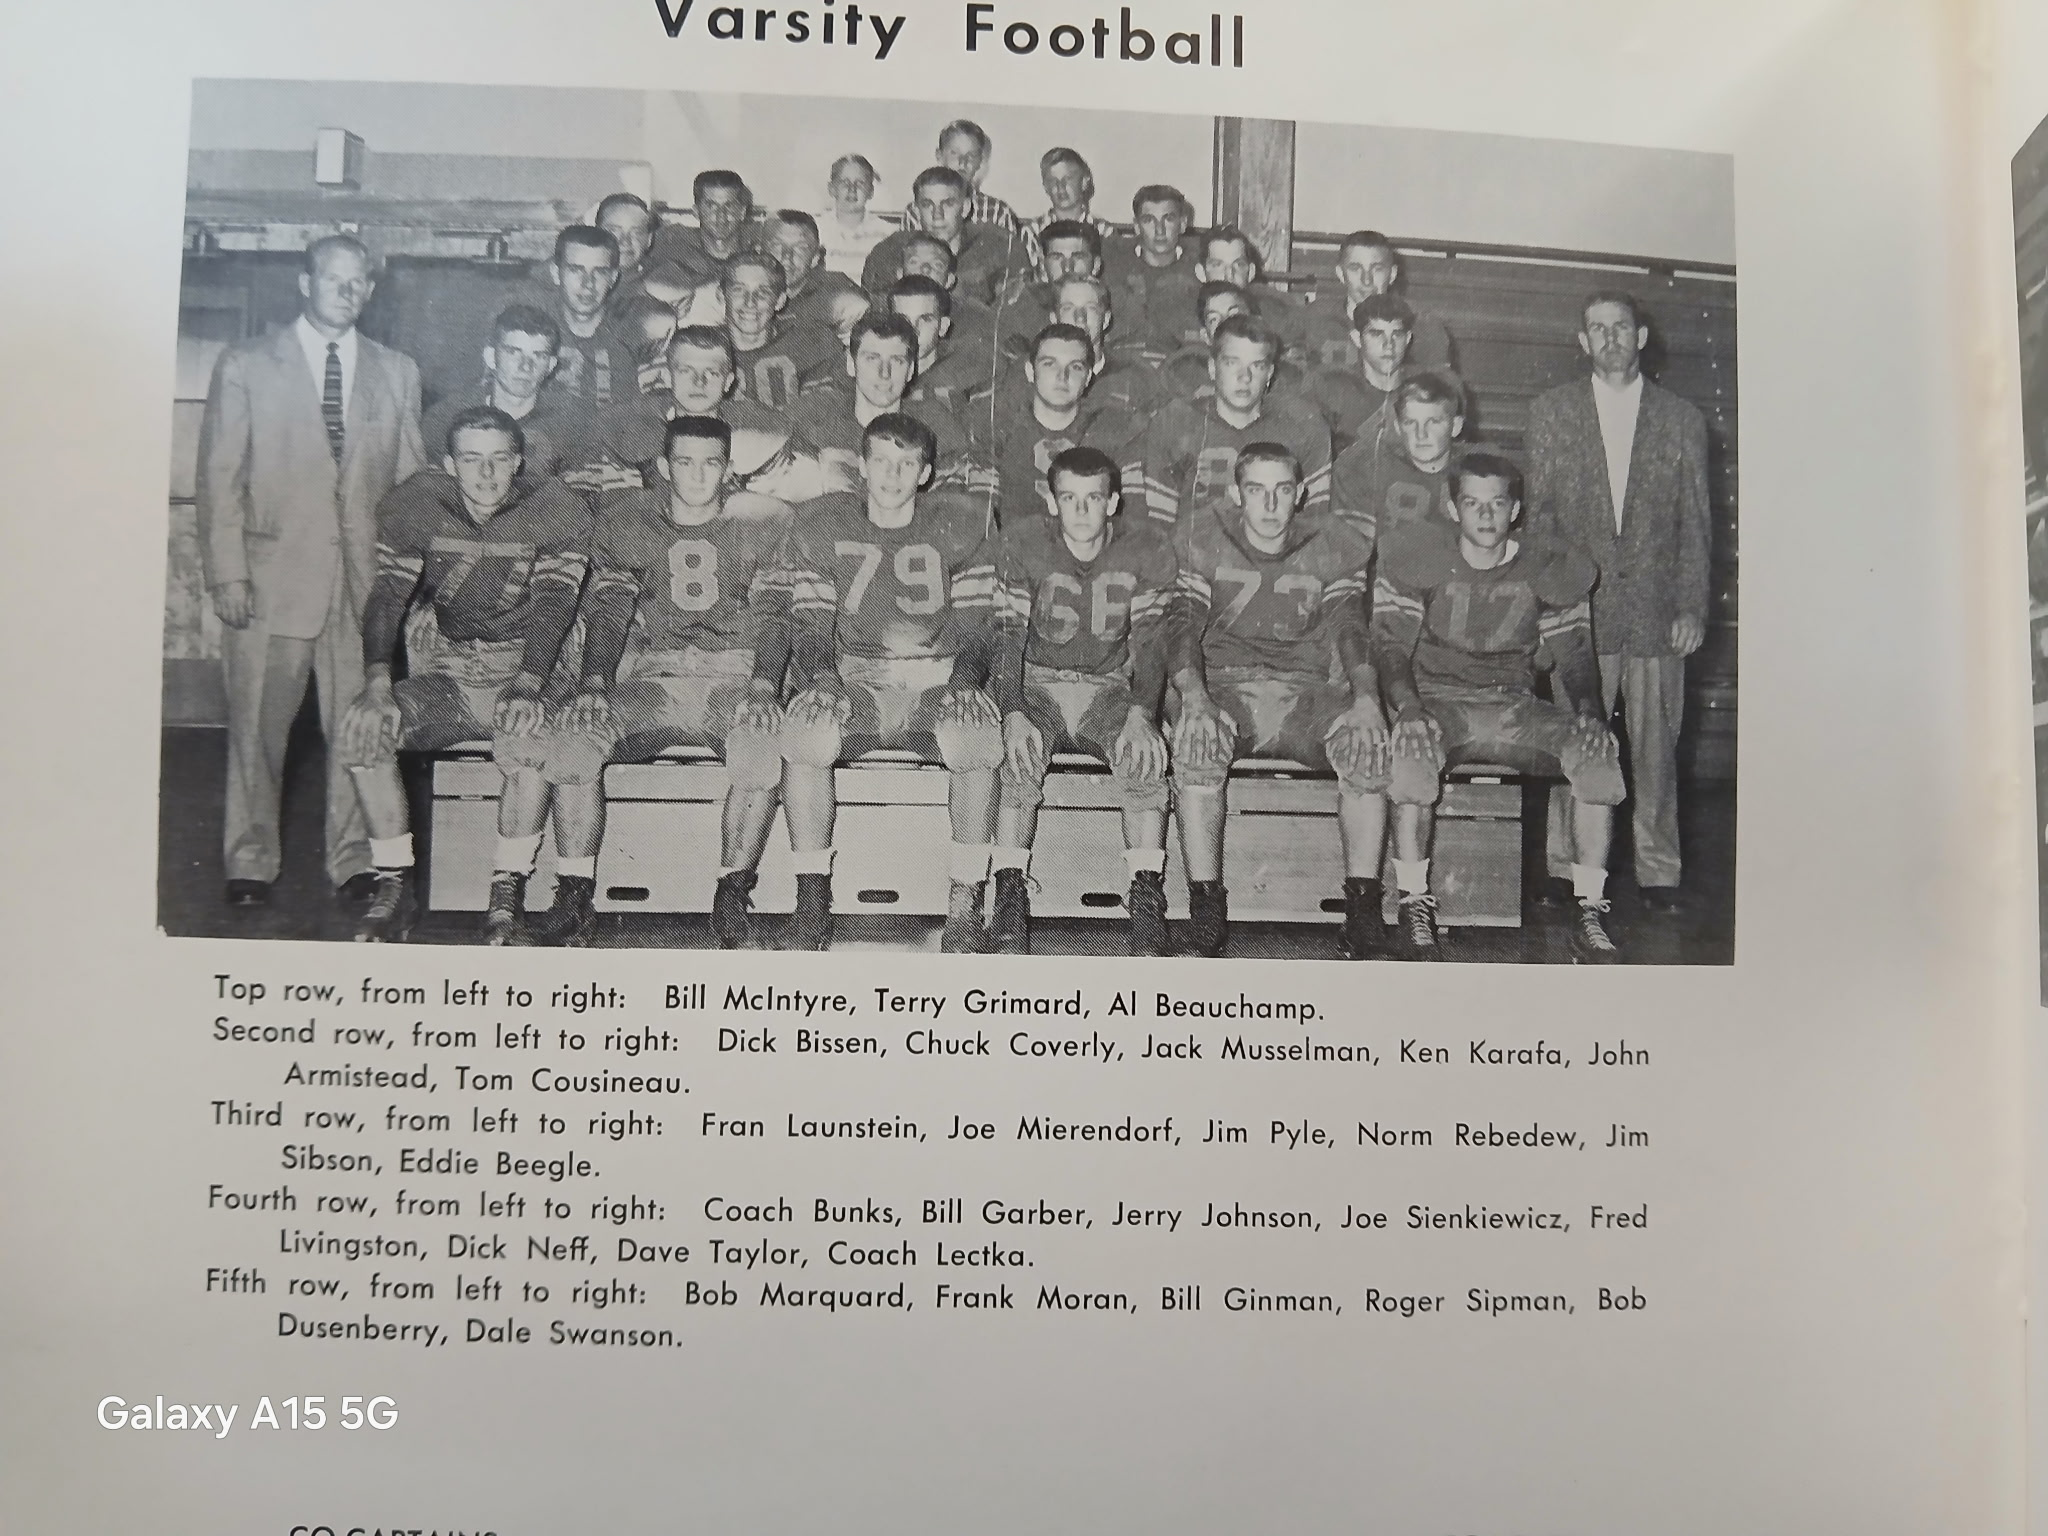 Varsity Football
77
8
79
66
73
17
Top row, from left to right: Bill McIntyre, Terry Grimard, Al Beauchamp.
Second row, from left to right: Dick Bissen, Chuck Coverly, Jack Musselman, Ken Karafa, John
Armistead, Tom Cousineau.
Third row, from left to right: Fran Launstein, Joe Mierendorf, Jim Pyle, Norm Rebedew, Jim
Sibson, Eddie Beegle.
Fourth row, from left to right: Coach Bunks, Bill Garber, Jerry Johnson, Joe Sienkiewicz, Fred
Livingston, Dick Neff, Dave Taylor, Coach Lectka.
Fifth row, from left to right: Bob Marquard, Frank Moran, Bill Ginman, Roger Sipman, Bob
Dusenberry, Dale Swanson.
Galaxy A15 5G
CO-CAPTAINS